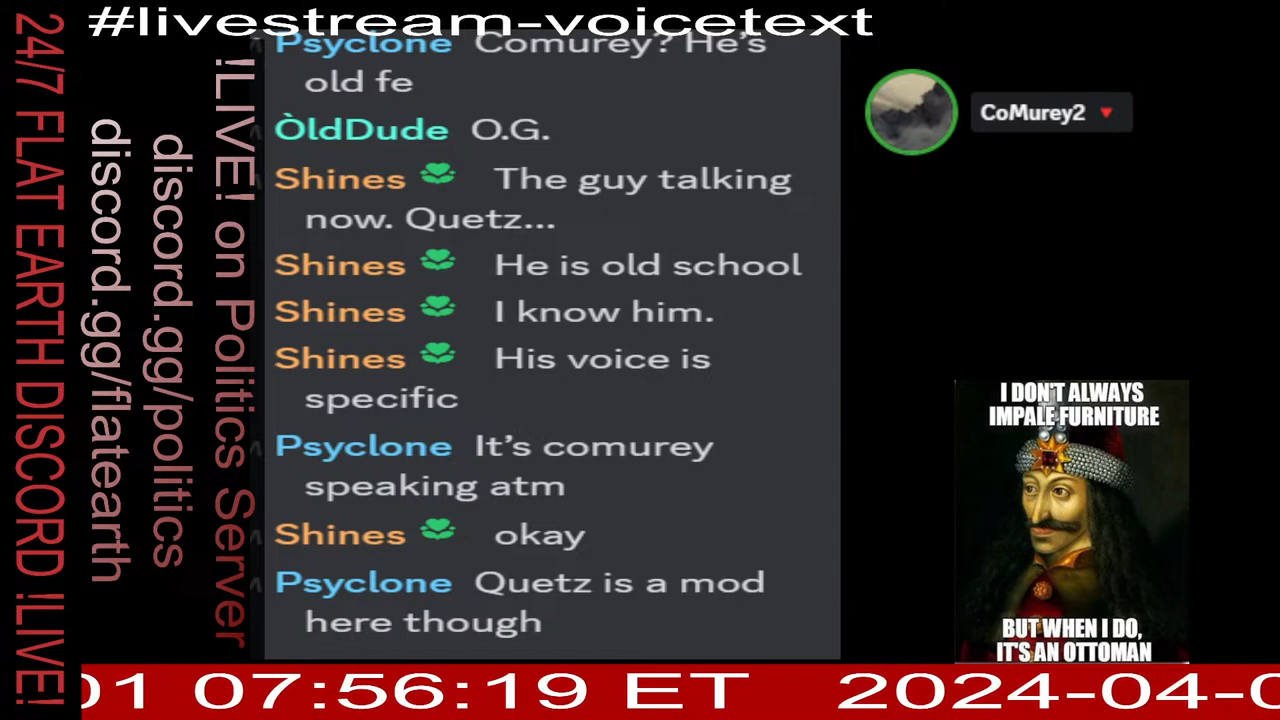 #livestream-voicetext
24/7 FLAT EARTH DISCORD !LIVE!
discord.gg/flatearth
discord.gg/politics
!LIVE! on Politics Server
Psyclone Comurey? He's
old fe
ÒldDude O.G.
Shines The guy talking
now. Quetz...
Shines He is old school
Shines I know him.
Shines His voice is
specific
Psyclone It's comurey
speaking atm
Shines okay
Psyclone Quetz is a mod
here though
CoMurey2
I DON'T ALWAYS
IMPALE FURNITURE
BUT WHEN I DO,
IT'S AN OTTOMAN
01 07:56:19 ET 2024-04-0